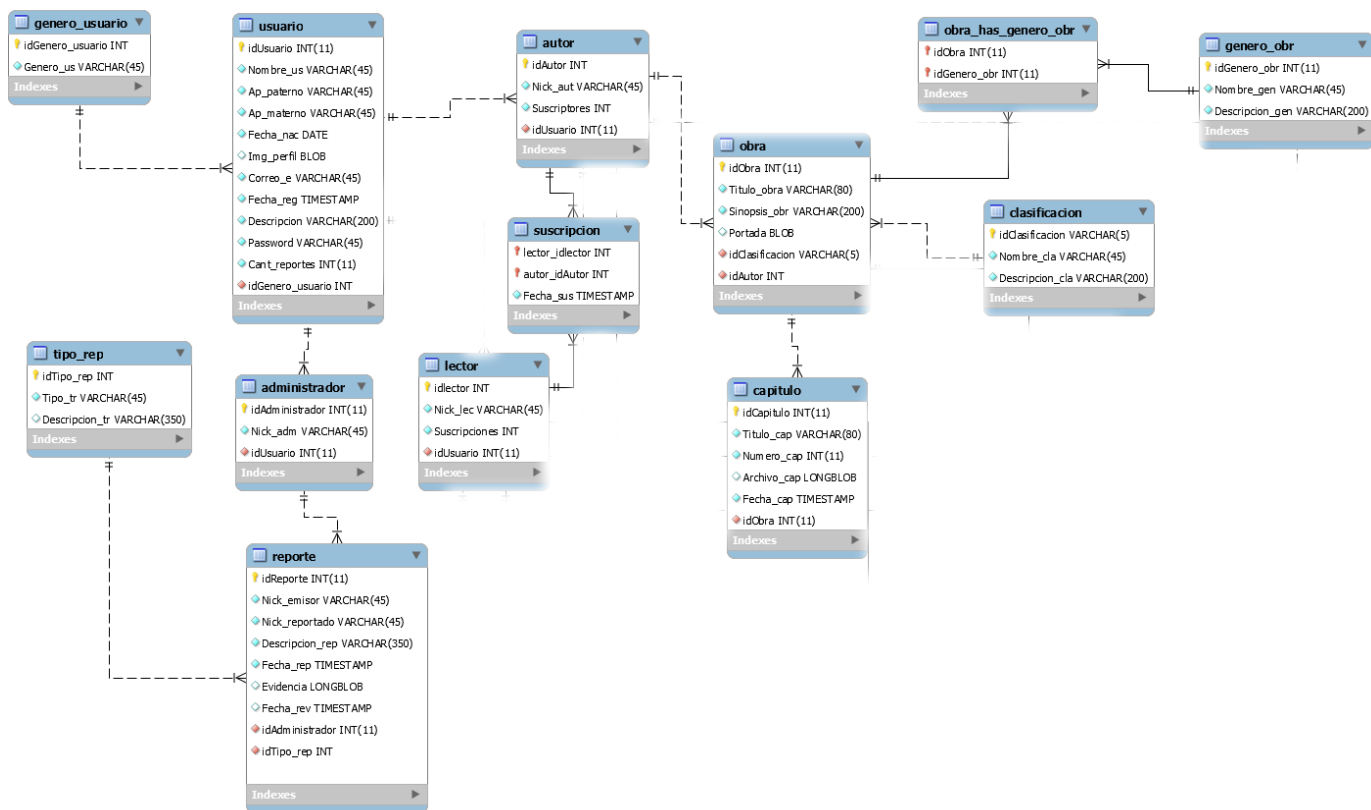 genero_usuario
idGenero_usuario INT
Genero_us VARCHAR(45)
Indexes
usuario
idUsuario INT(11)
Nombre_us VARCHAR(45)
Ap_paterno VARCHAR(45)
Ap_materno VARCHAR(45)
Fecha_nac DATE
Img_perfil BLOB
Correo_e VARCHAR(45)
Fecha_reg TIMESTAMP
Descripcion VARCHAR(200)
Password VARCHAR(45)
Cant_reportes INT(11)
idGenero_usuario INT
Indexes
autor
idAutor INT
Nick_aut VARCHAR(45)
Suscriptores INT
idUsuario INT(11)
Indexes
obra_has_genero_obr
idObra INT(11)
idGenero_obr INT(11)
Indexes
genero_obr
idGenero_obr INT(11)
Nombre_gen VARCHAR(45)
Descripcion_gen VARCHAR(200)
Indexes
obra
idObra INT(11)
Titulo_obra VARCHAR(80)
Sinopsis_obr VARCHAR(200)
Portada BLOB
idClasificacion VARCHAR(5)
idAutor INT
Indexes
suscripcion
lector_idlector INT
autor_idAutor INT
Fecha_sus TIMESTAMP
Indexes
clasificacion
idClasificacion VARCHAR(5)
Nombre_cla VARCHAR(45)
Descripcion_cla VARCHAR(200)
Indexes
tipo_rep
idTipo_rep INT
Tipo_tr VARCHAR(45)
Descripcion_tr VARCHAR(350)
Indexes
administrador
idAdministrador INT(11)
Nick_adm VARCHAR(45)
idUsuario INT(11)
Indexes
lector
idlector INT
Nick_lec VARCHAR(45)
Suscripciones INT
idUsuario INT(11)
Indexes
capitulo
idCapitulo INT(11)
Titulo_cap VARCHAR(80)
Numero_cap INT(11)
Archivo_cap LONGBLOB
Fecha_cap TIMESTAMP
idObra INT(11)
Indexes
reporte
idReporte INT(11)
Nick_emisor VARCHAR(45)
Nick_reportado VARCHAR(45)
Descripcion_rep VARCHAR(350)
Fecha_rep TIMESTAMP
Evidencia LONGBLOB
Fecha_rev TIMESTAMP
idAdministrador INT(11)
idTipo_rep INT
Indexes